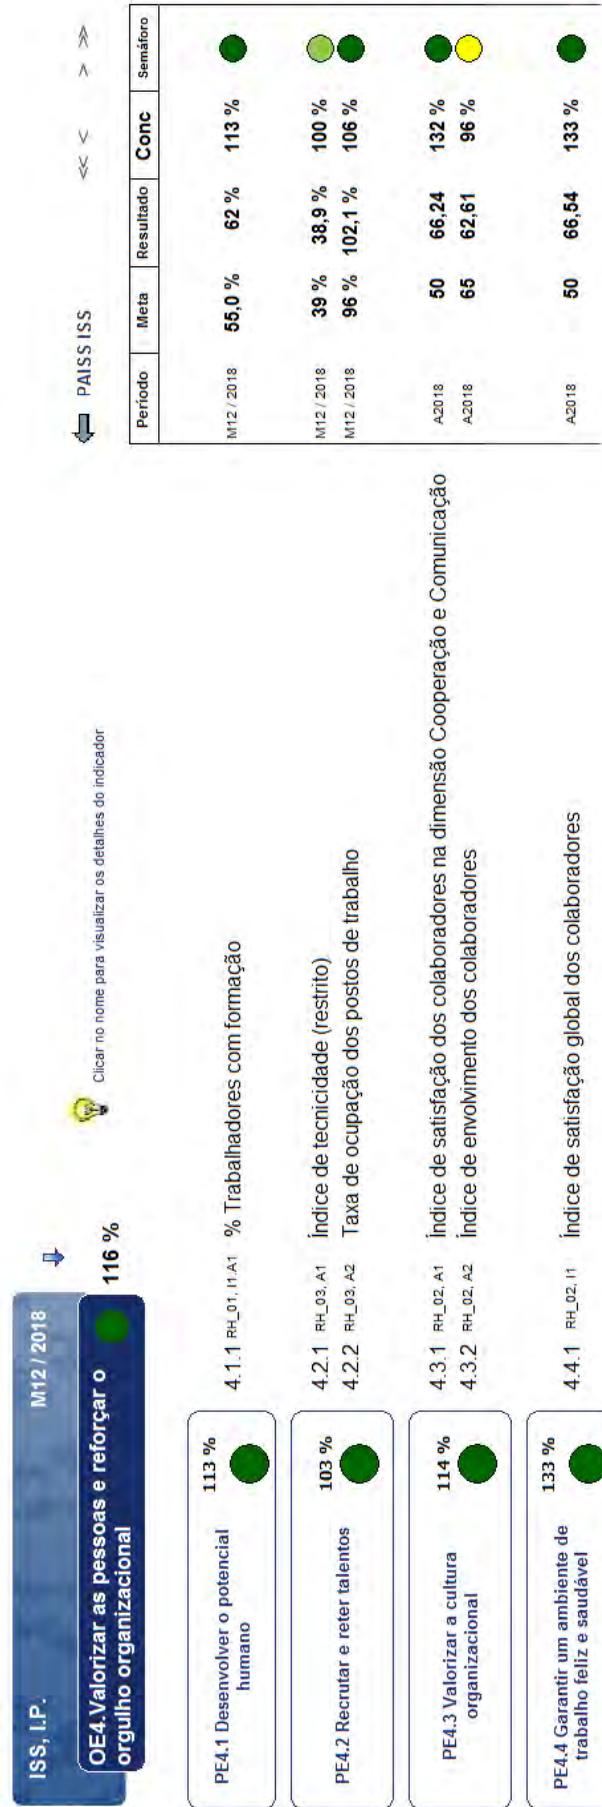 ISS, I.P. M12 / 2018
OE4.Valorizar as pessoas e reforçar o orgulho organizacional 116 %
Clicar no nome para visualizar os detalhes do indicador
PAISS ISS
<< < > >>
Período Meta Resultado Conc Semáforo
PE4.1 Desenvolver o potencial humano 113 %
4.1.1 RH_01, I1.A1 % Trabalhadores com formação M12 / 2018 55,0 % 62 % 113 %
PE4.2 Recrutar e reter talentos 103 %
4.2.1 RH_03, A1 Índice de tecnicidade (restrito) M12 / 2018 39 % 38,9 % 100 %
4.2.2 RH_03, A2 Taxa de ocupação dos postos de trabalho M12 / 2018 96 % 102,1 % 106 %
PE4.3 Valorizar a cultura organizacional 114 %
4.3.1 RH_02, A1 Índice de satisfação dos colaboradores na dimensão Cooperação e Comunicação A2018 50 66,24 132 %
4.3.2 RH_02, A2 Índice de envolvimento dos colaboradores A2018 65 62,61 96 %
PE4.4 Garantir um ambiente de trabalho feliz e saudável 133 %
4.4.1 RH_02, I1 Índice de satisfação global dos colaboradores A2018 50 66,54 133 %